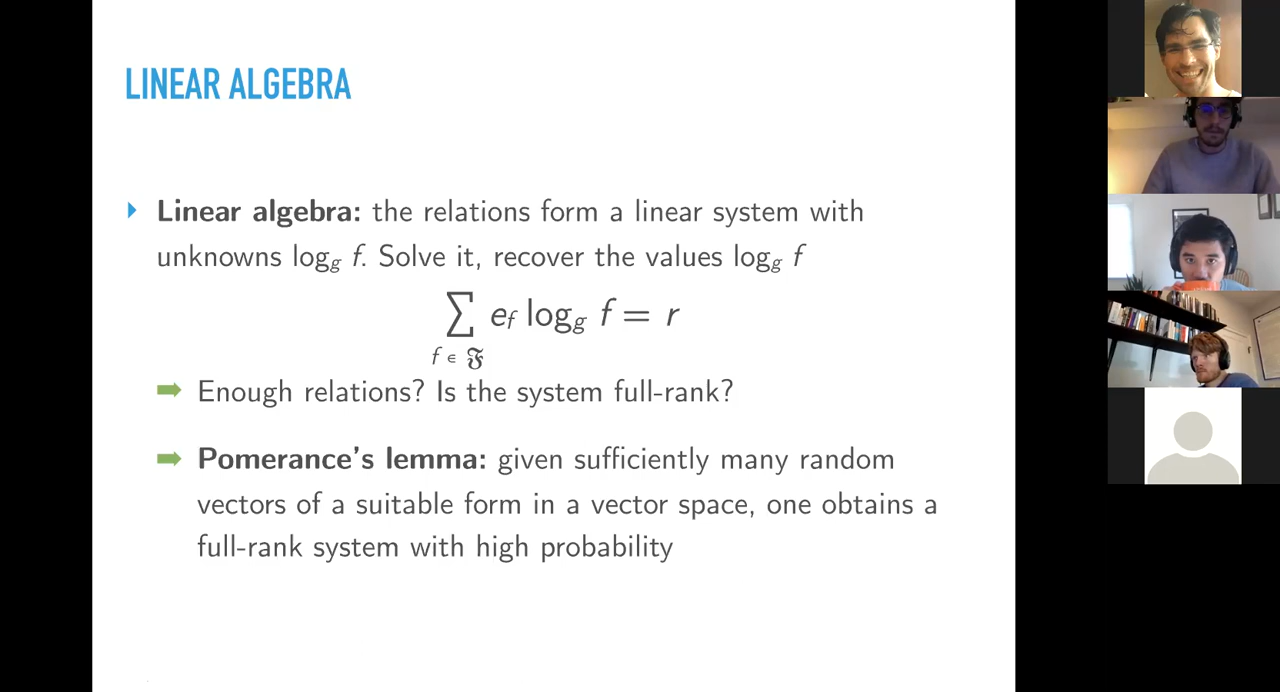 LINEAR ALGEBRA
Linear algebra: the relations form a linear system with
unknowns log_g f. Solve it, recover the values log_g f
∑_{f ∈ 𝔉} e_f log_g f = r
Enough relations? Is the system full-rank?
Pomerance's lemma: given sufficiently many random
vectors of a suitable form in a vector space, one obtains a
full-rank system with high probability